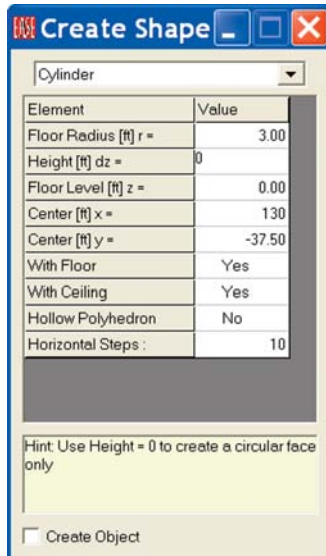 EASE Create Shape
Cylinder
Element Value
Floor Radius [ft] r = 3.00
Height [ft] dz = 0
Floor Level [ft] z = 0.00
Center [ft] x = 130
Center [ft] y = -37.50
With Floor Yes
With Ceiling Yes
Hollow Polyhedron No
Horizontal Steps : 10
Hint: Use Height = 0 to create a circular face
only
Create Object